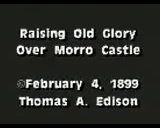 Raising Old Glory
Over Morro Castle
©February 4, 1899
Thomas A. Edison